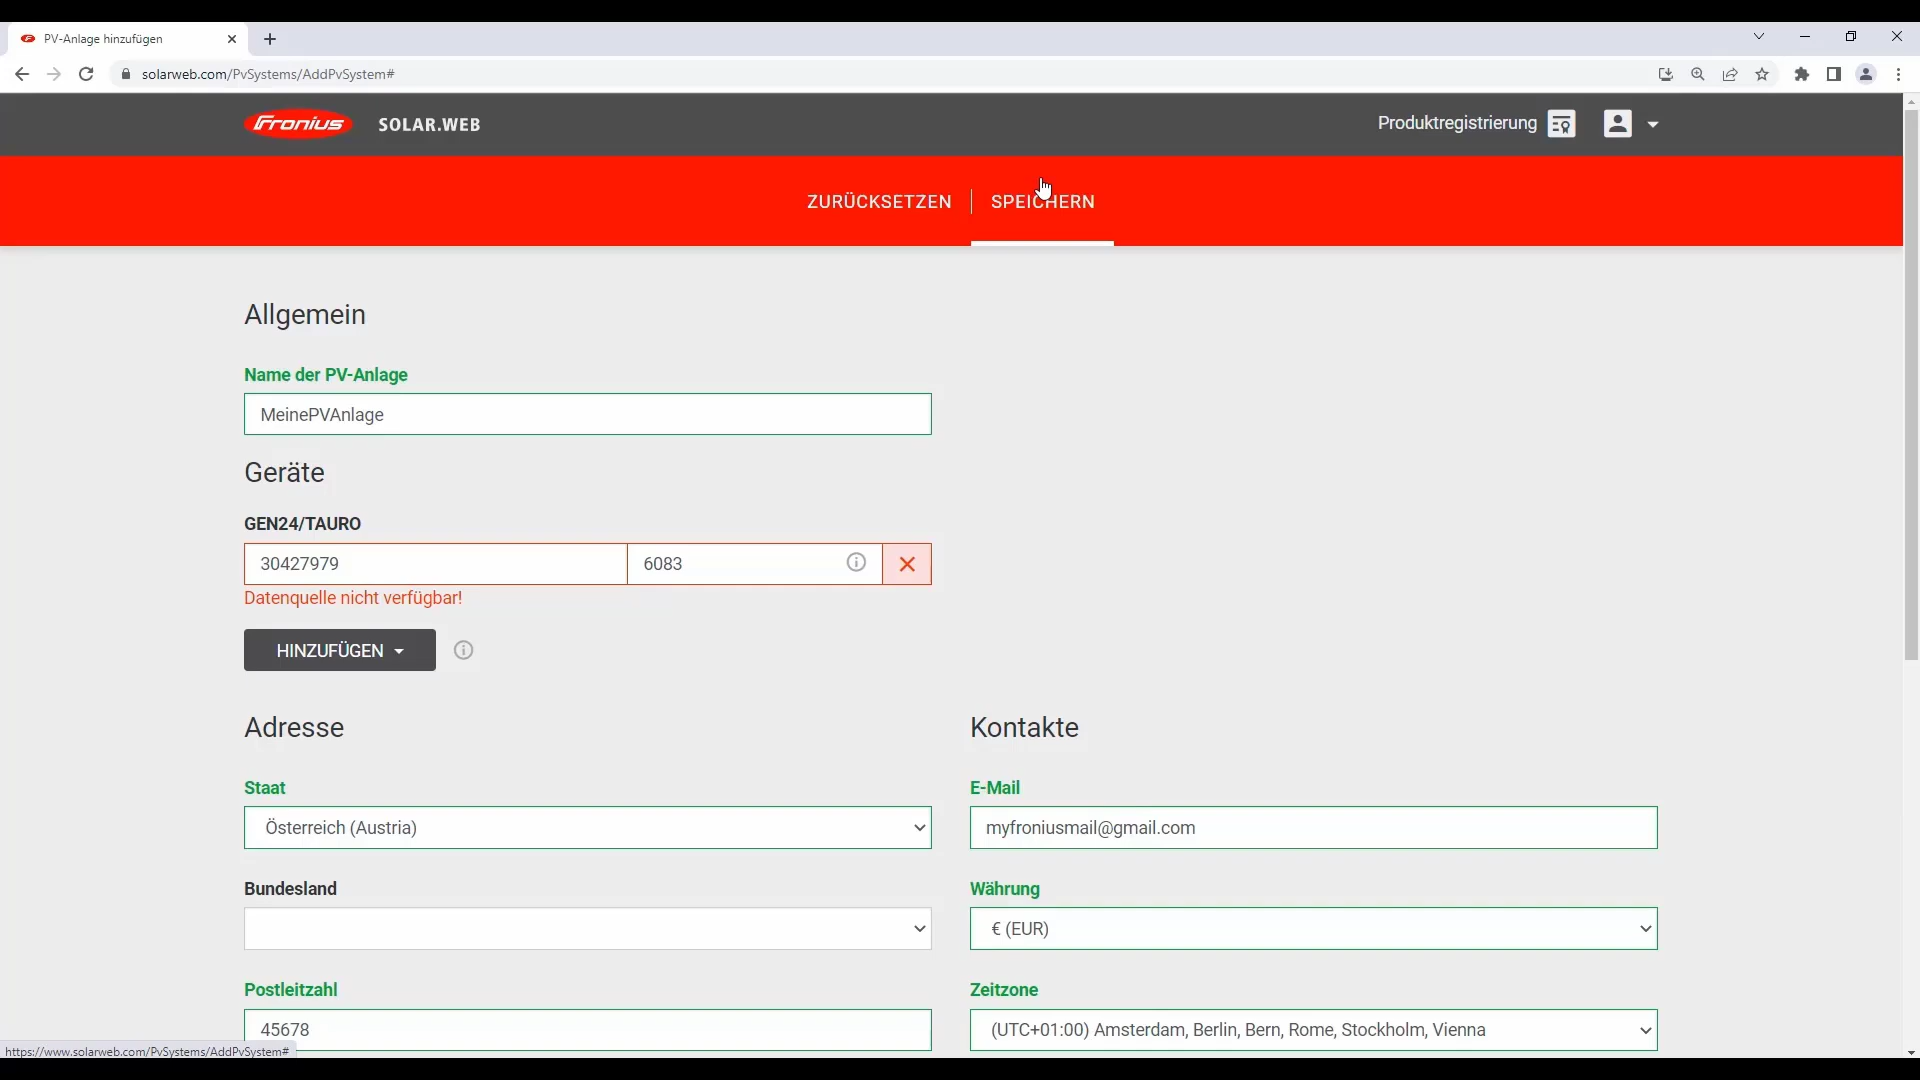 PV-Anlage hinzufügen
solarweb.com/PvSystems/AddPvSystem#
Fronius SOLAR.WEB Produktregistrierung
ZURÜCKSETZEN SPEICHERN
Allgemein
Name der PV-Anlage
MeinePVAnlage
Geräte
GEN24/TAURO
30427979 6083
Datenquelle nicht verfügbar!
HINZUFÜGEN
Adresse
Staat
Österreich (Austria)
Bundesland
Postleitzahl
45678
Kontakte
E-Mail
myfroniusmail@gmail.com
Währung
€ (EUR)
Zeitzone
(UTC+01:00) Amsterdam, Berlin, Bern, Rome, Stockholm, Vienna
https://www.solarweb.com/PvSystems/AddPvSystem#